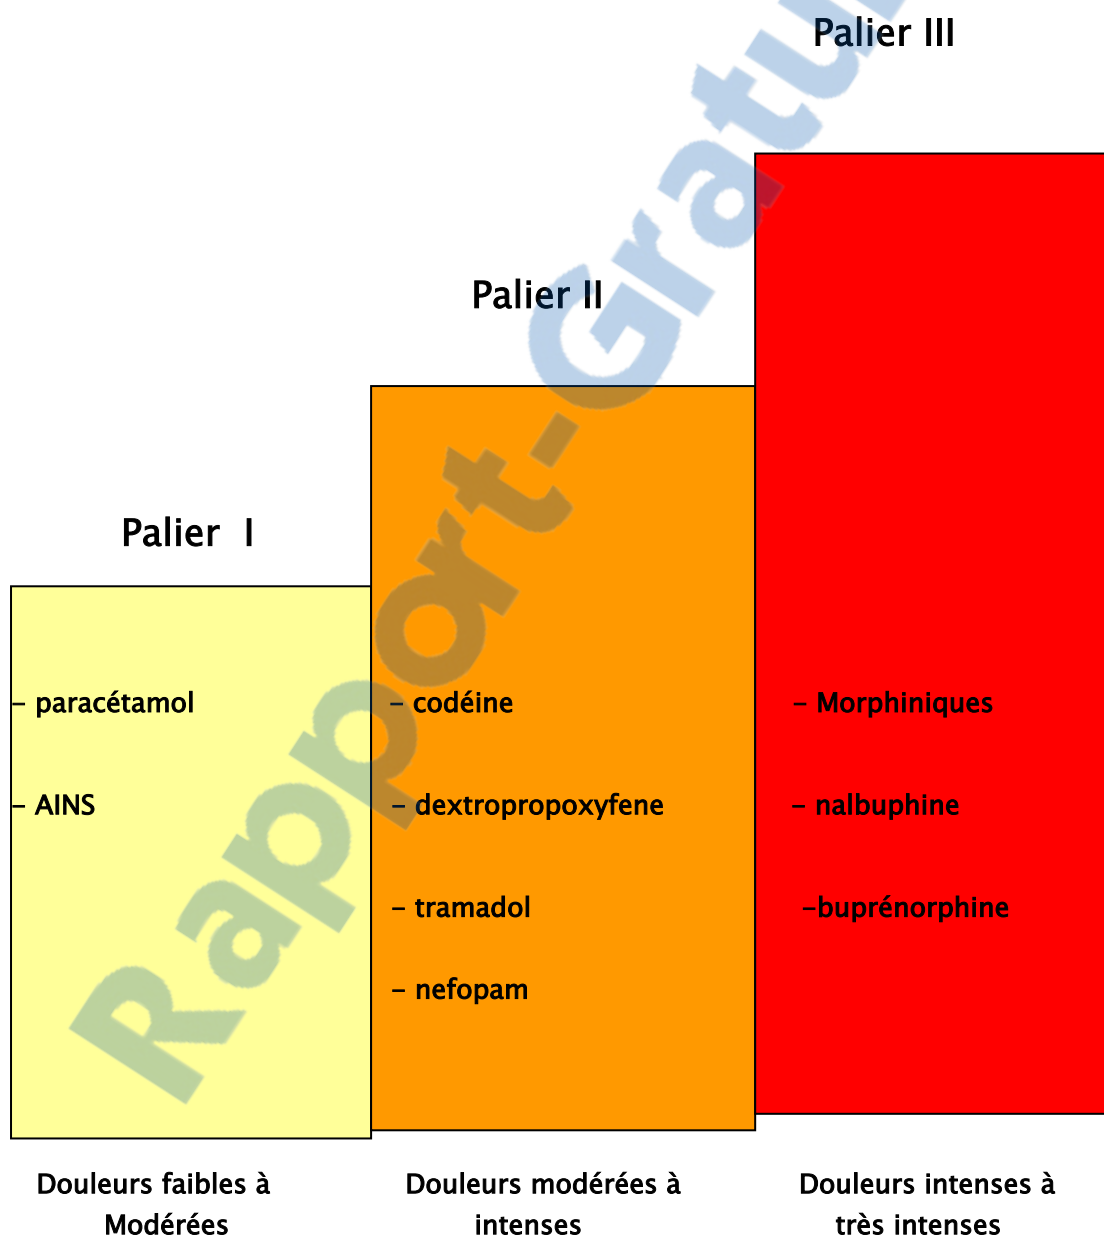 Palier III
Palier II
Palier I
- paracétamol
- AINS
- codéine
- dextropropoxyfene
- tramadol
- nefopam
- Morphiniques
- nalbuphine
-buprénorphine
Douleurs faibles à
Modérées
Douleurs modérées à
intenses
Douleurs intenses à
très intenses
Rapport-Gratu